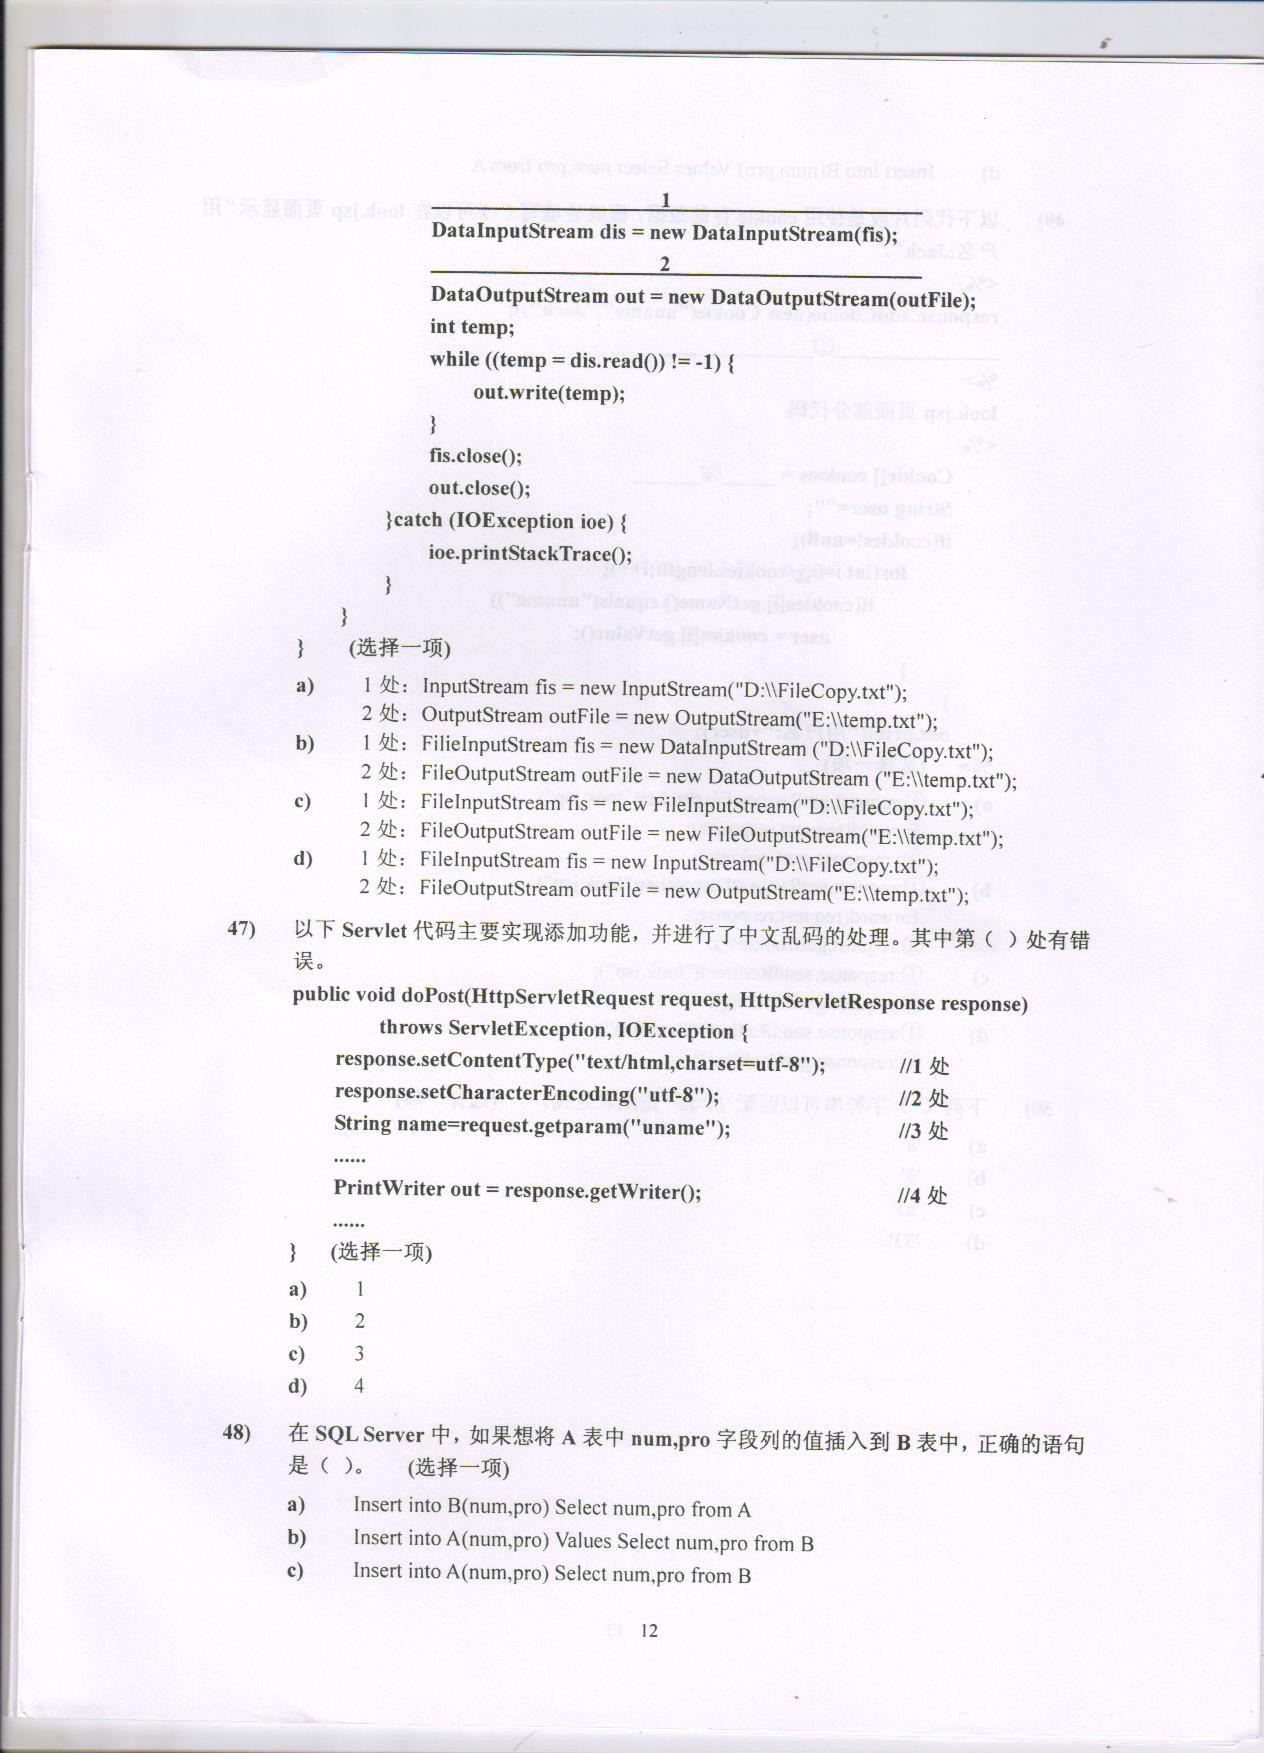 1
DataInputStream dis = new DataInputStream(fis);
2
DataOutputStream out = new DataOutputStream(outFile);
int temp;
while ((temp = dis.read()) != -1) {
out.write(temp);
}
fis.close();
out.close();
}catch (IOException ioe) {
ioe.printStackTrace();
}
}
} (选择一项)
a) 1 处：InputStream fis = new InputStream("D:\\FileCopy.txt");
2 处：OutputStream outFile = new OutputStream("E:\\temp.txt");
b) 1 处：FilieInputStream fis = new DataInputStream ("D:\\FileCopy.txt");
2 处：FileOutputStream outFile = new DataOutputStream ("E:\\temp.txt");
c) 1 处：FileInputStream fis = new FileInputStream("D:\\FileCopy.txt");
2 处：FileOutputStream outFile = new FileOutputStream("E:\\temp.txt");
d) 1 处：FileInputStream fis = new InputStream("D:\\FileCopy.txt");
2 处：FileOutputStream outFile = new OutputStream("E:\\temp.txt");
47) 以下 Servlet 代码主要实现添加功能，并进行了中文乱码的处理。其中第（ ）处有错
误。
public void doPost(HttpServletRequest request, HttpServletResponse response)
throws ServletException, IOException {
response.setContentType("text/html,charset=utf-8"); //1 处
response.setCharacterEncoding("utf-8"); //2 处
String name=request.getparam("uname"); //3 处
......
PrintWriter out = response.getWriter(); //4 处
......
} (选择一项)
a) 1
b) 2
c) 3
d) 4
48) 在 SQL Server 中，如果想将 A 表中 num,pro 字段列的值插入到 B 表中，正确的语句
是（ ）。 (选择一项)
a) Insert into B(num,pro) Select num,pro from A
b) Insert into A(num,pro) Values Select num,pro from B
c) Insert into A(num,pro) Select num,pro from B
12